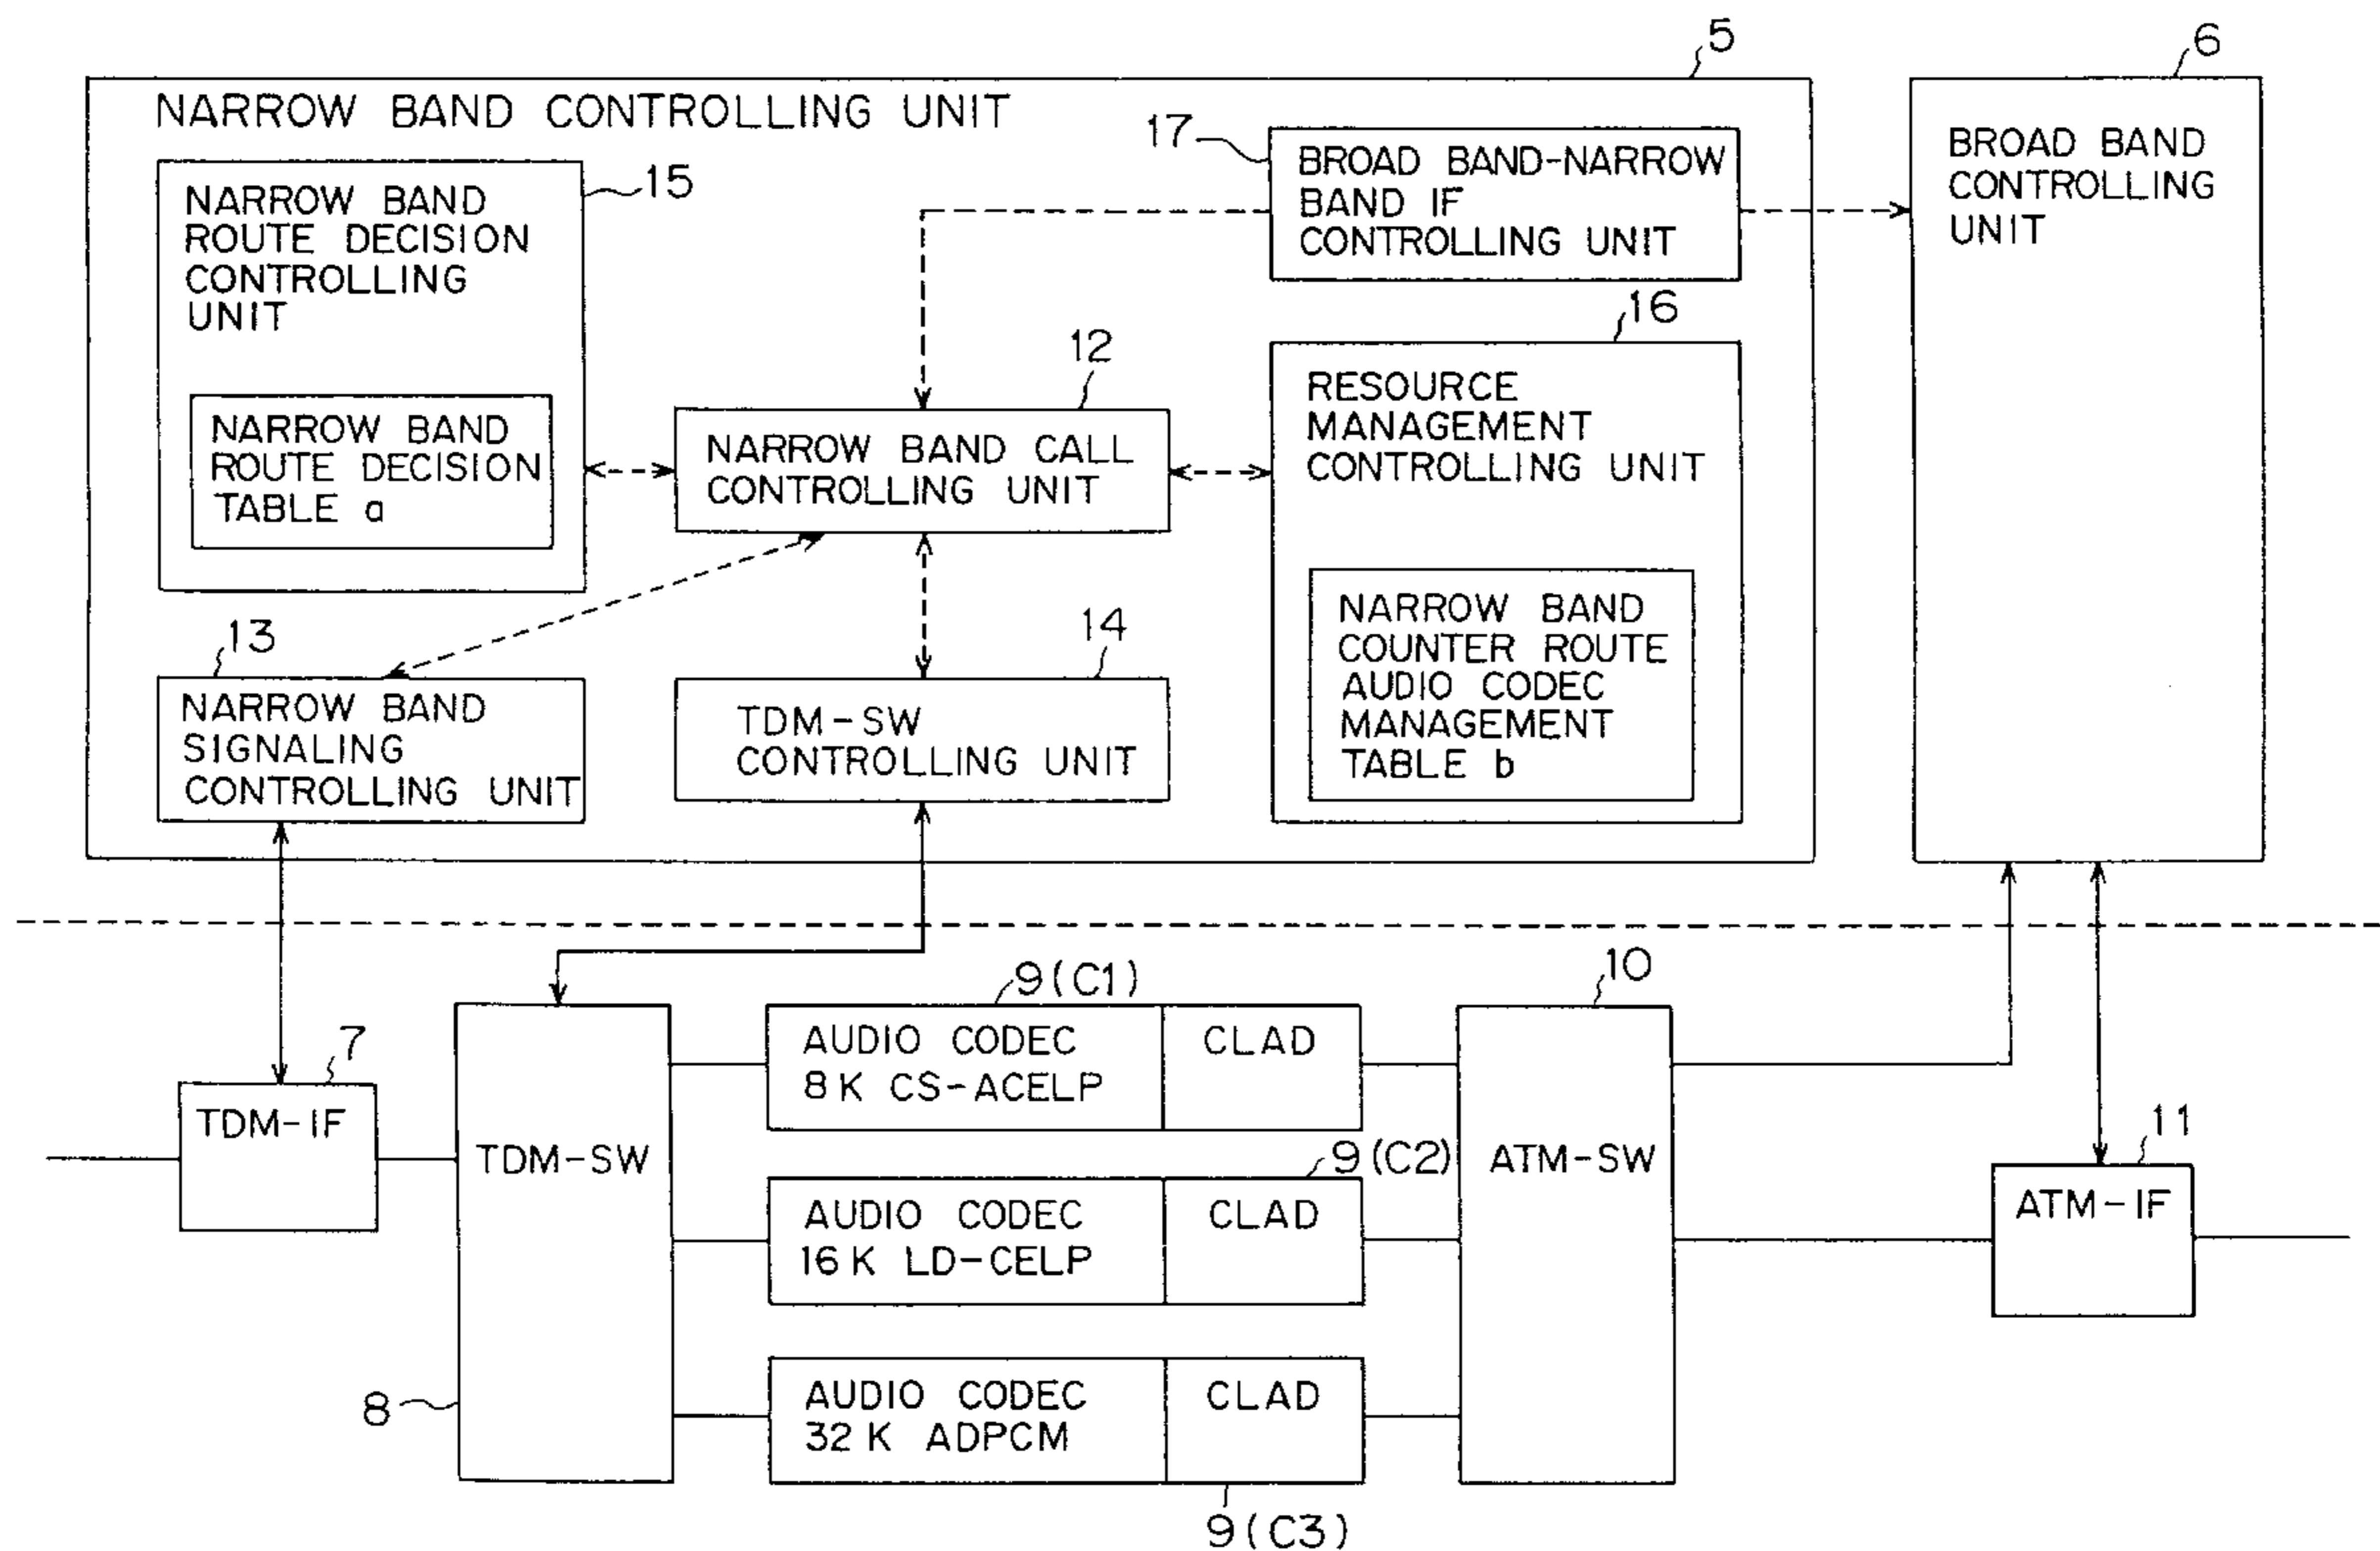 5
6
NARROW BAND CONTROLLING UNIT
17
BROAD BAND-NARROW
BAND IF
CONTROLLING UNIT
BROAD BAND
CONTROLLING
UNIT
15
NARROW BAND
ROUTE DECISION
CONTROLLING
UNIT
NARROW BAND
ROUTE DECISION
TABLE a
12
NARROW BAND CALL
CONTROLLING UNIT
16
RESOURCE
MANAGEMENT
CONTROLLING UNIT
NARROW BAND
COUNTER ROUTE
AUDIO CODEC
MANAGEMENT
TABLE b
13
NARROW BAND
SIGNALING
CONTROLLING UNIT
14
TDM-SW
CONTROLLING UNIT
7
TDM-IF
8
TDM-SW
9(C1)
AUDIO CODEC
8K CS-ACELP
CLAD
9(C2)
AUDIO CODEC
16K LD-CELP
CLAD
AUDIO CODEC
32K ADPCM
CLAD
9(C3)
10
ATM-SW
11
ATM-IF